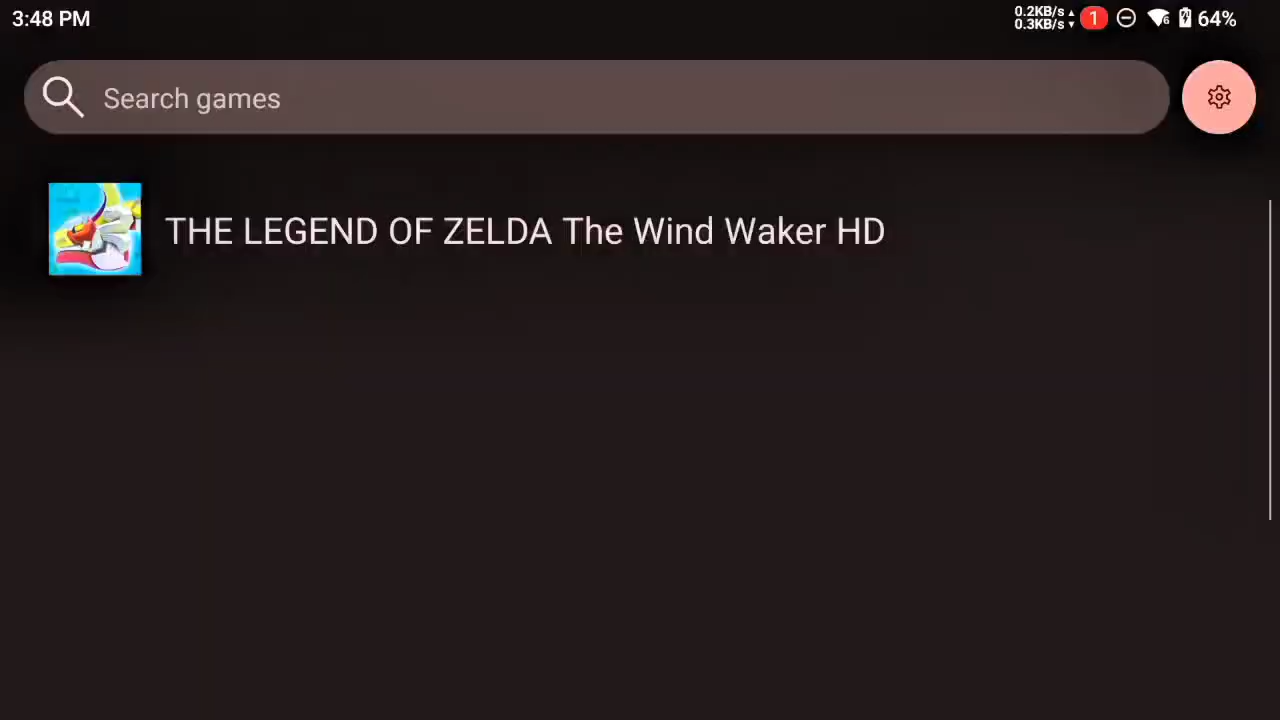 3:48 PM
0.2KB/s
0.3KB/s
1
6
64%
Search games
THE LEGEND OF ZELDA The Wind Waker HD